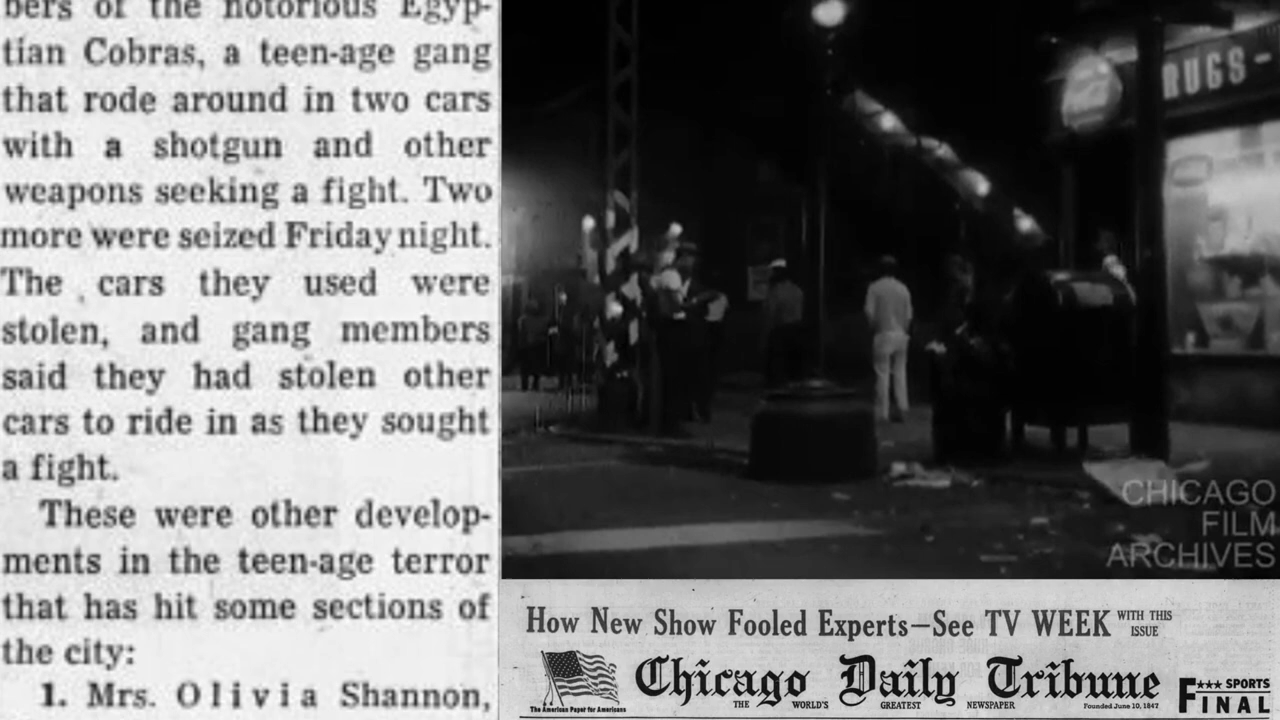 bers of the notorious Egyp-
tian Cobras, a teen-age gang
that rode around in two cars
with a shotgun and other
weapons seeking a fight. Two
more were seized Friday night.
The cars they used were
stolen, and gang members
said they had stolen other
cars to ride in as they sought
a fight.
These were other develop-
ments in the teen-age terror
that has hit some sections of
the city:
1. Mrs. Olivia Shannon,
RUGS-
CHICAGO
FILM
ARCHIVES
How New Show Fooled Experts—See TV WEEK WITH THIS
ISSUE
Chicago Daily Tribune
The American Paper for Americans
THE WORLD'S GREATEST NEWSPAPER
Founded June 10, 1847
★★★ SPORTS
FINAL